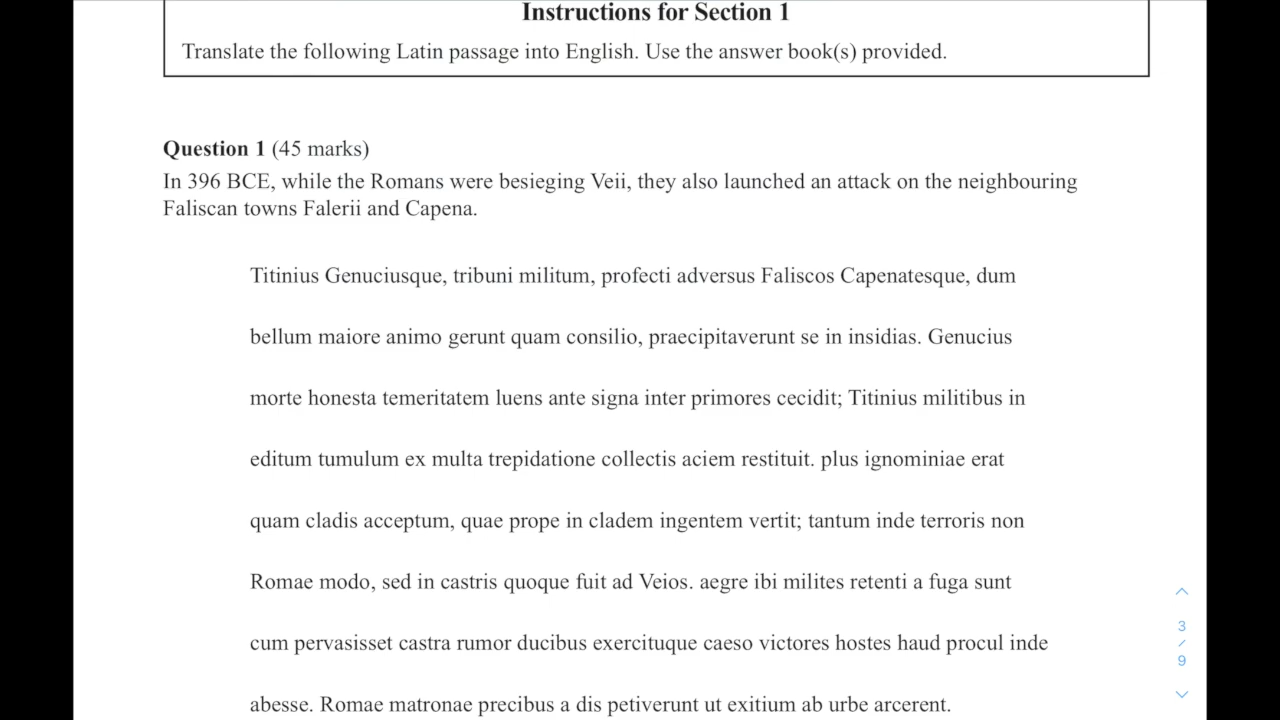 Instructions for Section 1
Translate the following Latin passage into English. Use the answer book(s) provided.
Question 1 (45 marks)
In 396 BCE, while the Romans were besieging Veii, they also launched an attack on the neighbouring
Faliscan towns Falerii and Capena.
Titinius Genuciusque, tribuni militum, profecti adversus Faliscos Capenatesque, dum
bellum maiore animo gerunt quam consilio, praecipitaverunt se in insidias. Genucius
morte honesta temeritatem luens ante signa inter primores cecidit; Titinius militibus in
editum tumulum ex multa trepidatione collectis aciem restituit. plus ignominiae erat
quam cladis acceptum, quae prope in cladem ingentem vertit; tantum inde terroris non
Romae modo, sed in castris quoque fuit ad Veios. aegre ibi milites retenti a fuga sunt
cum pervasisset castra rumor ducibus exercituque caeso victores hostes haud procul inde
abesse. Romae matronae precibus a dis petiverunt ut exitium ab urbe arcerent.
3
/
9